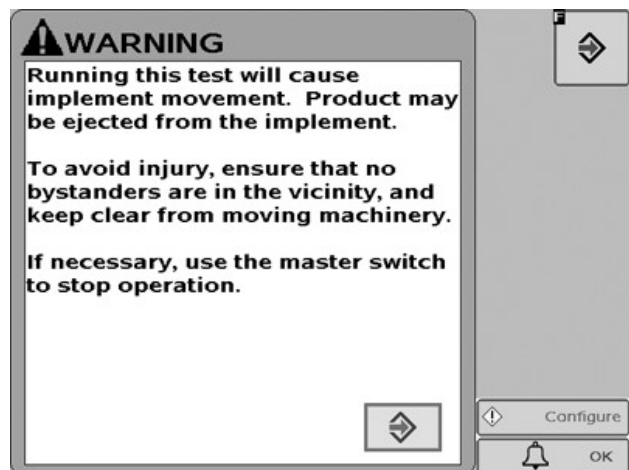 WARNING
Running this test will cause
implement movement. Product may
be ejected from the implement.
To avoid injury, ensure that no
bystanders are in the vicinity, and
keep clear from moving machinery.
If necessary, use the master switch
to stop operation.
F
Configure
OK